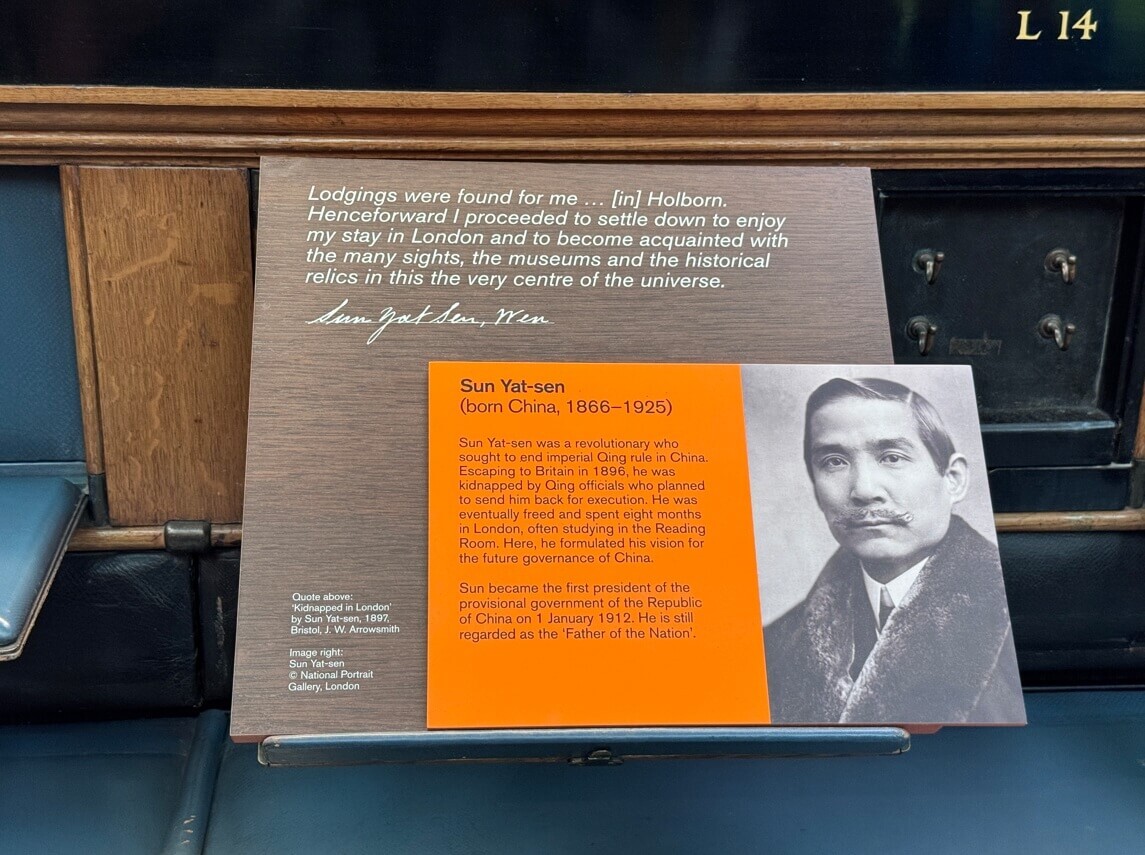 L 14
Lodgings were found for me ... [in] Holborn.
Henceforward I proceeded to settle down to enjoy
my stay in London and to become acquainted with
the many sights, the museums and the historical
relics in this the very centre of the universe.
Sun Yat Sen, Wen
Sun Yat-sen
(born China, 1866–1925)
Sun Yat-sen was a revolutionary who
sought to end imperial Qing rule in China.
Escaping to Britain in 1896, he was
kidnapped by Qing officials who planned
to send him back for execution. He was
eventually freed and spent eight months
in London, often studying in the Reading
Room. Here, he formulated his vision for
the future governance of China.
Sun became the first president of the
provisional government of the Republic
of China on 1 January 1912. He is still
regarded as the ‘Father of the Nation’.
Quote above:
‘Kidnapped in London’
by Sun Yat-sen, 1897,
Bristol, J. W. Arrowsmith
Image right:
Sun Yat-sen
© National Portrait
Gallery, London